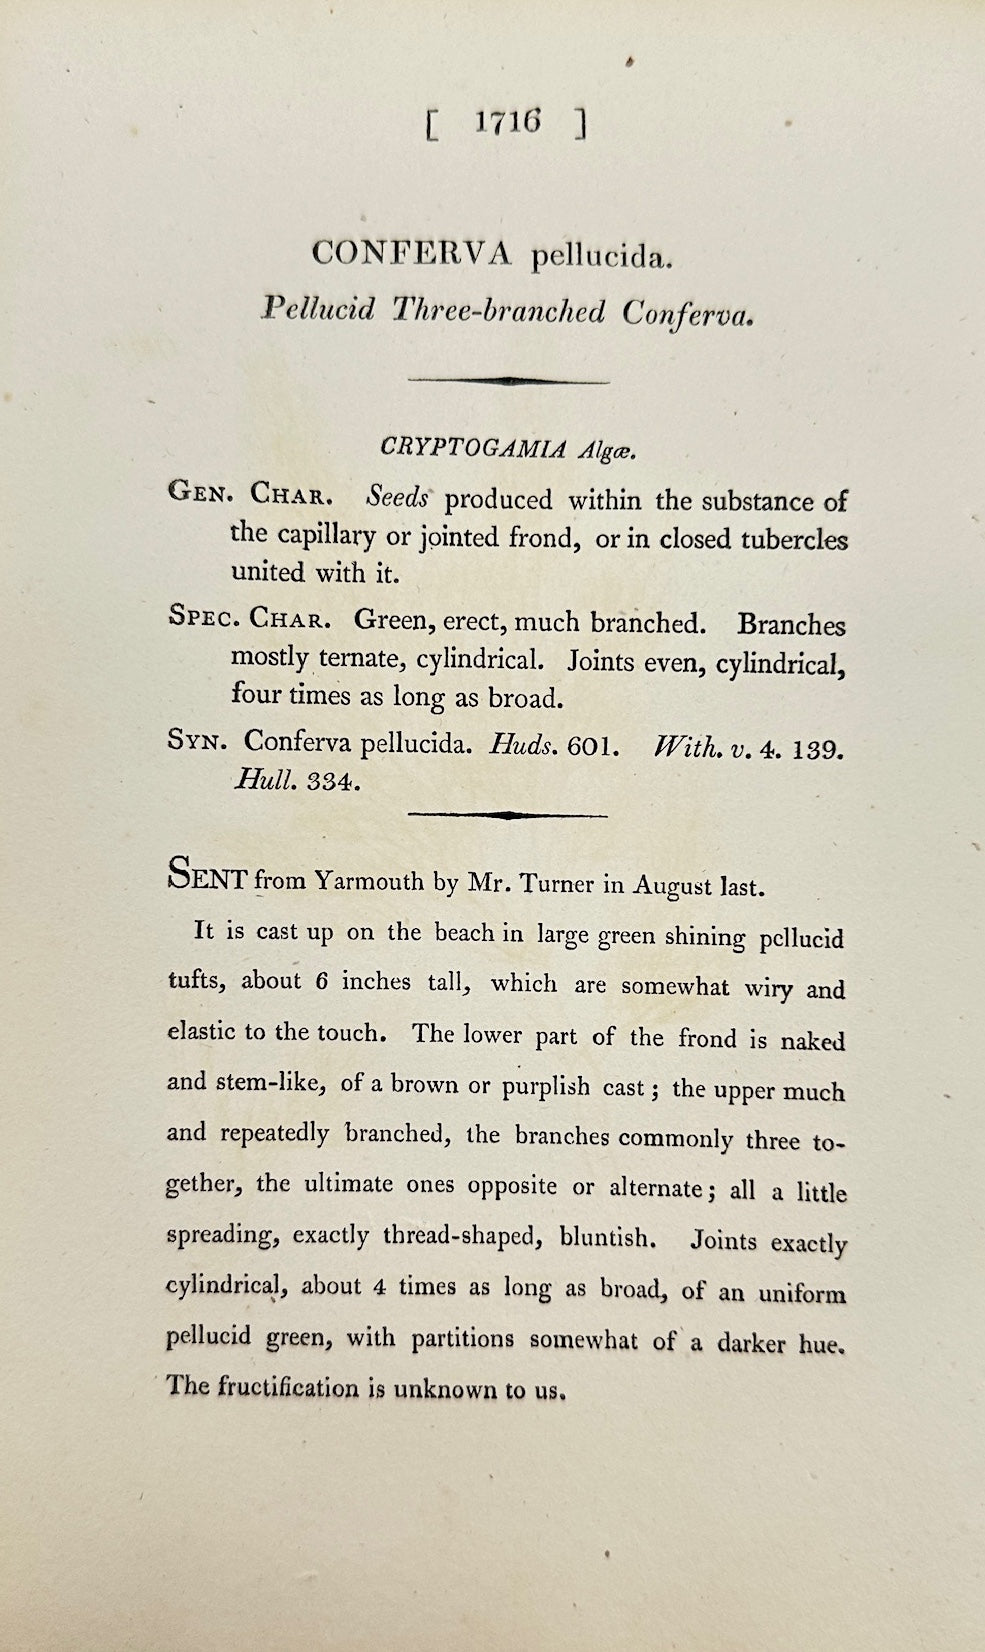 [ 1716 ]
CONFERVA pellucida.
Pellucid Three-branched Conferva.
CRYPTOGAMIA Algæ.
GEN. CHAR. Seeds produced within the substance of
the capillary or jointed frond, or in closed tubercles
united with it.
SPEC. CHAR. Green, erect, much branched. Branches
mostly ternate, cylindrical. Joints even, cylindrical,
four times as long as broad.
SYN. Conferva pellucida. Huds. 601. With. v. 4. 139.
Hull. 334.
SENT from Yarmouth by Mr. Turner in August last.
It is cast up on the beach in large green shining pellucid
tufts, about 6 inches tall, which are somewhat wiry and
elastic to the touch. The lower part of the frond is naked
and stem-like, of a brown or purplish cast; the upper much
and repeatedly branched, the branches commonly three to-
gether, the ultimate ones opposite or alternate; all a little
spreading, exactly thread-shaped, bluntish. Joints exactly
cylindrical, about 4 times as long as broad, of an uniform
pellucid green, with partitions somewhat of a darker hue.
The fructification is unknown to us.